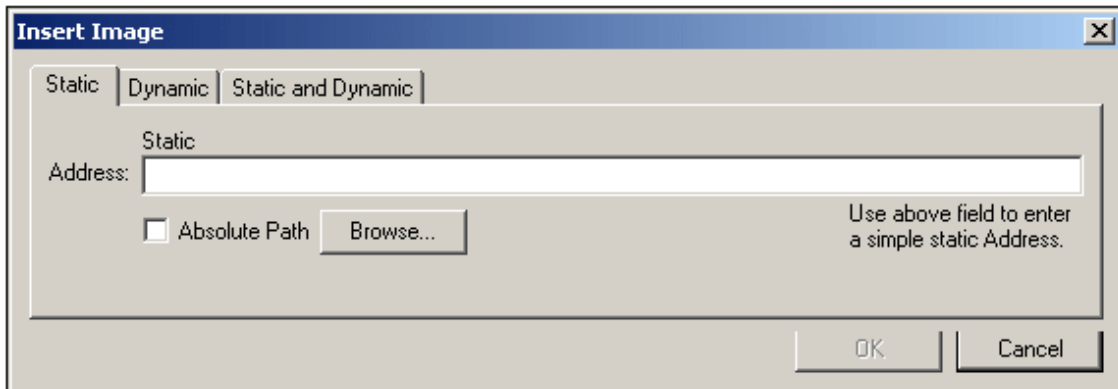 Insert Image
Static Dynamic Static and Dynamic
Static
Address:
Absolute Path Browse...
Use above field to enter
a simple static Address.
OK Cancel